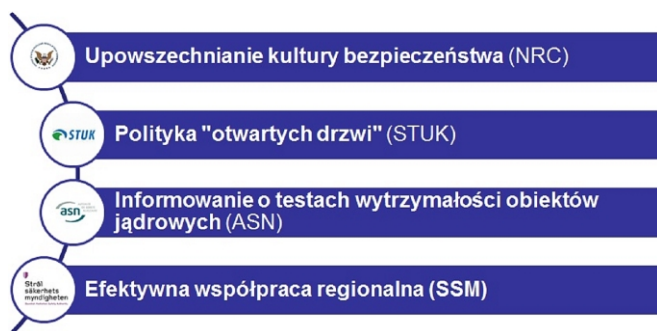 Upowszechnianie kultury bezpieczeństwa (NRC)
STUK
Polityka "otwartych drzwi" (STUK)
asn
Informowanie o testach wytrzymałości obiektów
jądrowych (ASN)
Strål
säkerhets
myndigheten
Efektywna współpraca regionalna (SSM)